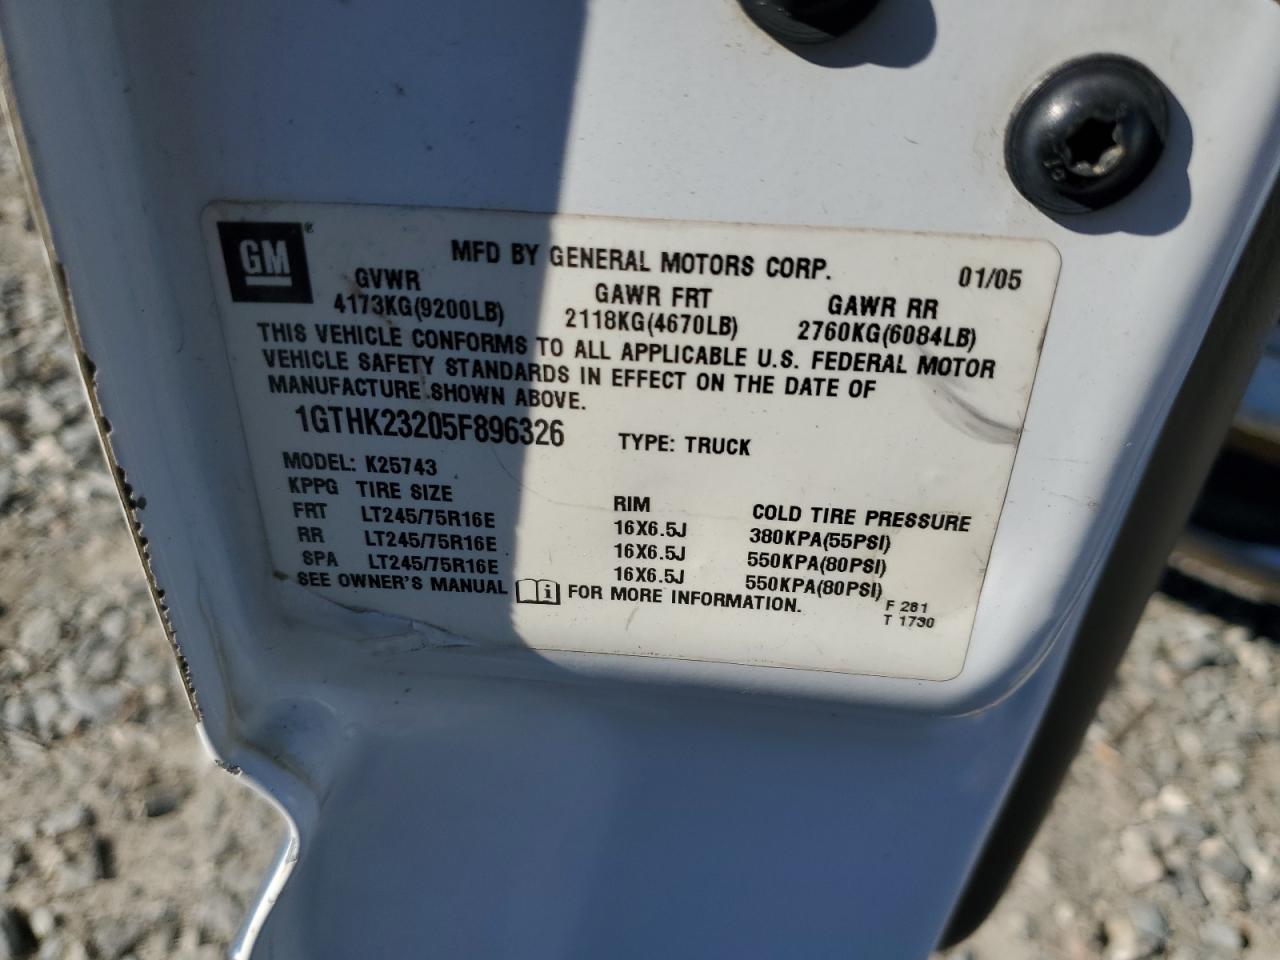 GM®
MFD BY GENERAL MOTORS CORP. 01/05
GVWR GAWR FRT GAWR RR
4173KG(9200LB) 2118KG(4670LB) 2760KG(6084LB)
THIS VEHICLE CONFORMS TO ALL APPLICABLE U.S. FEDERAL MOTOR
VEHICLE SAFETY STANDARDS IN EFFECT ON THE DATE OF
MANUFACTURE SHOWN ABOVE.
1GTHK23205F896326 TYPE: TRUCK
MODEL: K25743
KPPG TIRE SIZE RIM COLD TIRE PRESSURE
FRT LT245/75R16E 16X6.5J 380KPA(55PSI)
RR LT245/75R16E 16X6.5J 550KPA(80PSI)
SPA LT245/75R16E 16X6.5J 550KPA(80PSI)
SEE OWNER'S MANUAL i FOR MORE INFORMATION.
F 281
T 1730